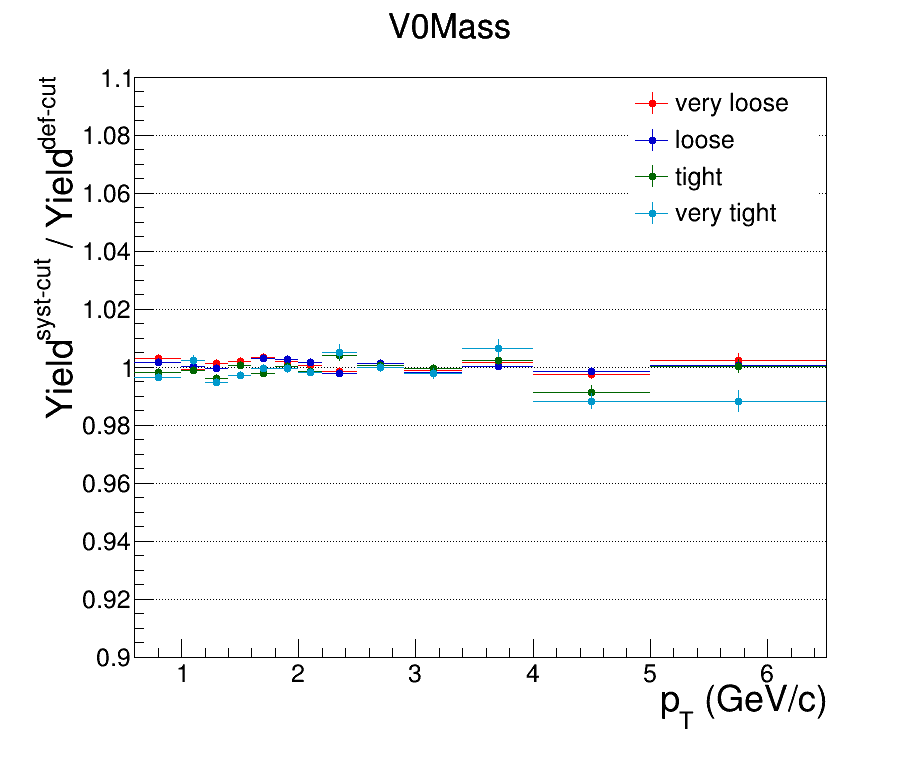 V0Mass
Yield^syst-cut / Yield^def-cut
1.1
1.08
1.06
1.04
1.02
1
0.98
0.96
0.94
0.92
0.9
very loose
loose
tight
very tight
1 2 3 4 5 6
p_T (GeV/c)